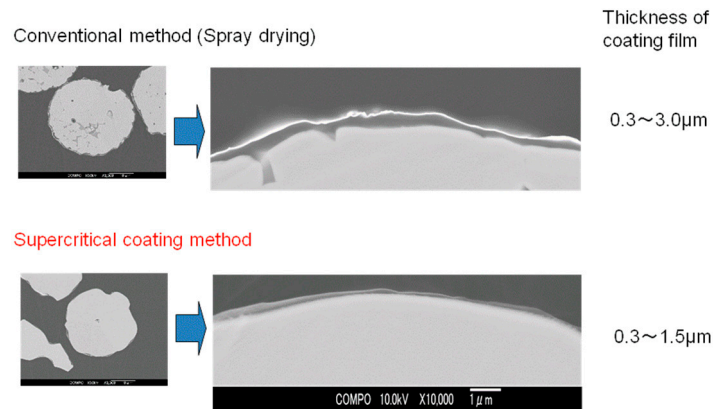 Thickness of
coating film
Conventional method (Spray drying)
0.3～3.0μm
Supercritical coating method
0.3～1.5μm
COMPO 10.0kV X10,000 1μm